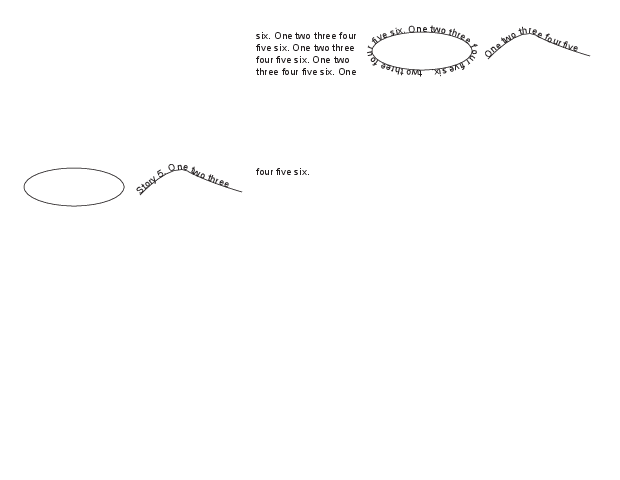 six. One two three four
five six. One two three
four five six. One two
three four five six. One
two three four five six. One two three four five six
One two three four five
Story 5. One two three
four five six.